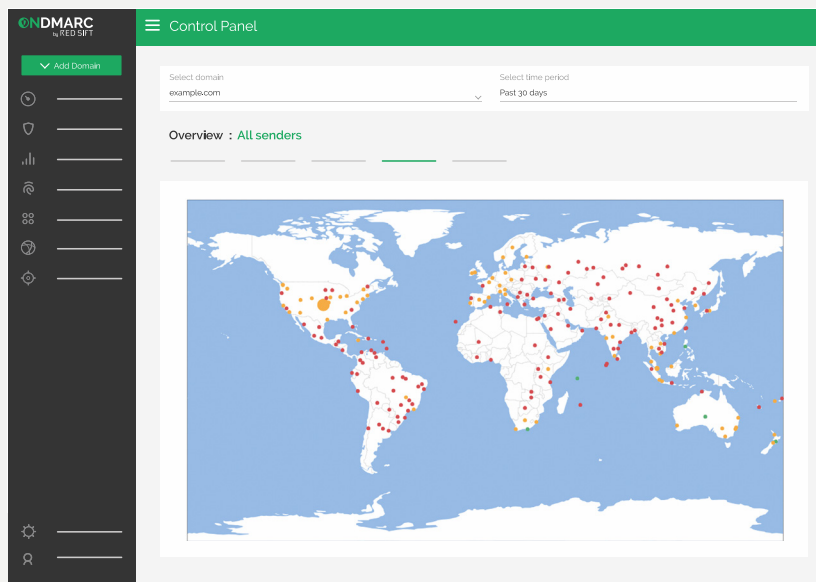 ONDMARC
by RED SIFT
Control Panel
Add Domain
Select domain
example.com
Select time period
Past 30 days
Overview : All senders